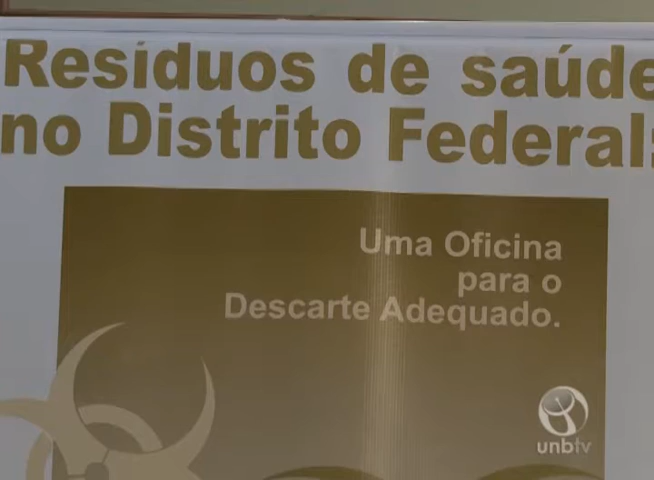 Resíduos de saúde
no Distrito Federal:
Uma Oficina
para o
Descarte Adequado.
unbtv